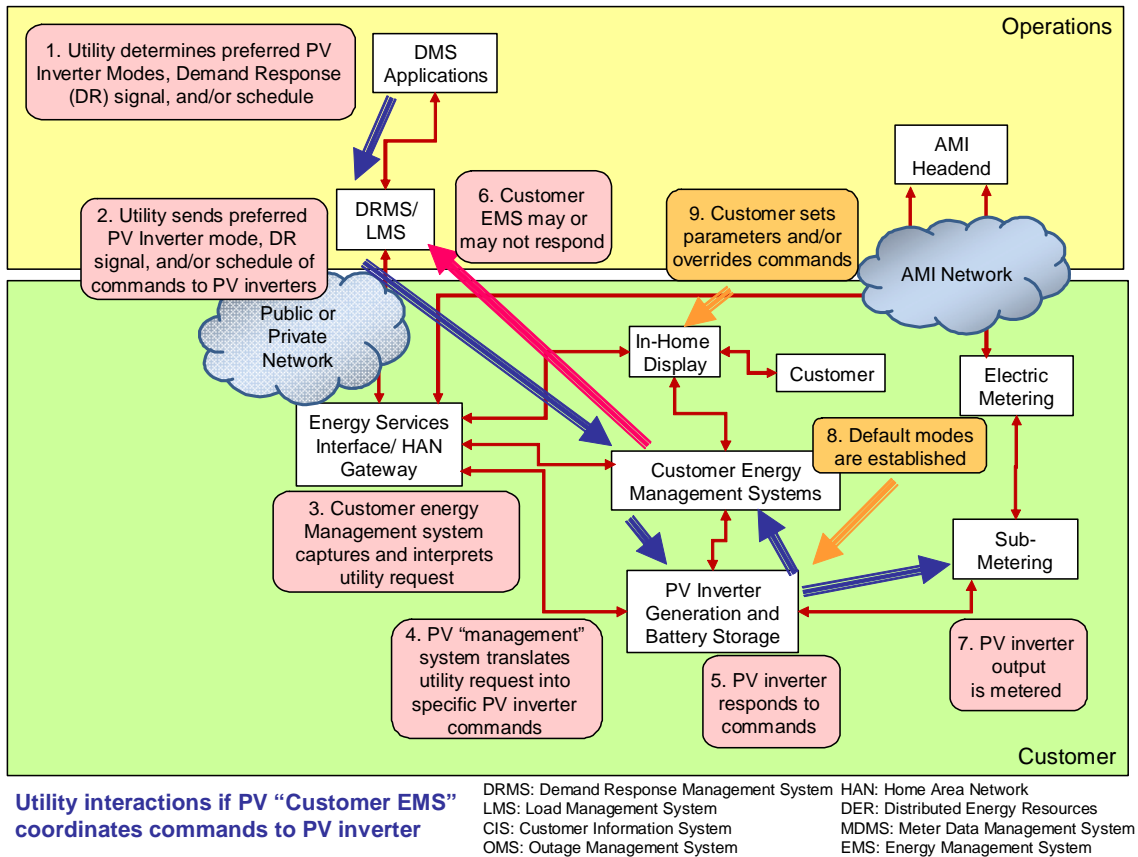 Operations
1. Utility determines preferred PV
Inverter Modes, Demand Response
(DR) signal, and/or schedule
DMS
Applications
AMI
Headend
2. Utility sends preferred
PV Inverter mode, DR
signal, and/or schedule of
commands to PV inverters
DRMS/
LMS
6. Customer
EMS may or
may not respond
9. Customer sets
parameters and/or
overrides commands
AMI Network
Public or
Private
Network
In-Home
Display
Customer
Electric
Metering
Energy Services
Interface/ HAN
Gateway
8. Default modes
are established
Customer Energy
Management Systems
3. Customer energy
Management system
captures and interprets
utility request
Sub-
Metering
PV Inverter
Generation and
Battery Storage
4. PV “management”
system translates
utility request into
specific PV inverter
commands
5. PV inverter
responds to
commands
7. PV inverter
output
is metered
Customer
Utility interactions if PV “Customer EMS”
coordinates commands to PV inverter
DRMS: Demand Response Management System
LMS: Load Management System
CIS: Customer Information System
OMS: Outage Management System
HAN: Home Area Network
DER: Distributed Energy Resources
MDMS: Meter Data Management System
EMS: Energy Management System